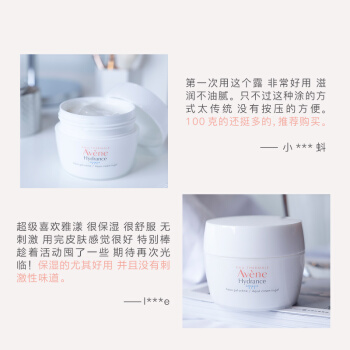 第一次用这个露 非常好用 滋
润不油腻。只不过这种涂的方
式太传统 没有按压的方便。
100克的还挺多的,推荐购买。
—— 小 *** 蚪
Avène
Hydrance
超级喜欢雅漾 很保湿 很舒服 无
刺激 用完皮肤感觉很好 特别棒
趁着活动囤了一些 期待再次光
临！保湿的尤其好用 并且没有刺
激性味道。
—— l***e
Avène
Hydrance